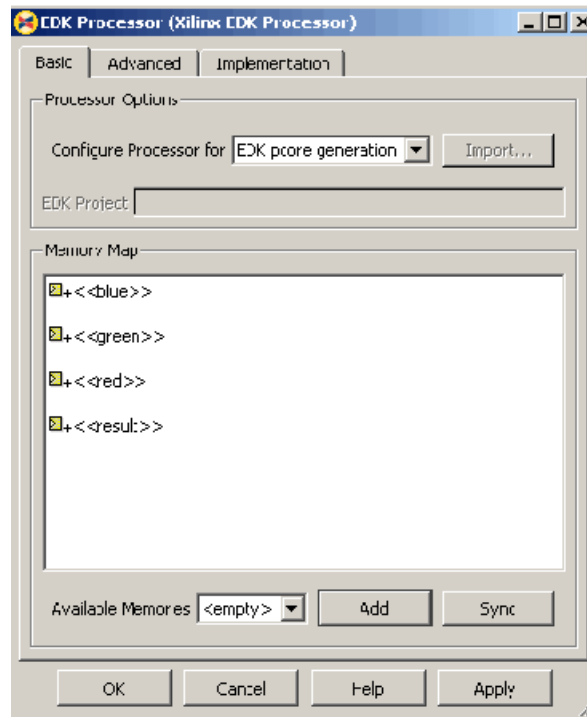 EDK Processor (Xilinx EDK Processor)
Basic Advanced Implementation
Processor Options
Configure Processor for EDK pcore generation Import...
EDK Project
Memory Map
+<<blue>>
+<<green>>
+<<red>>
+<<result>>
Available Memories <empty> Add Sync
OK Cancel Help Apply